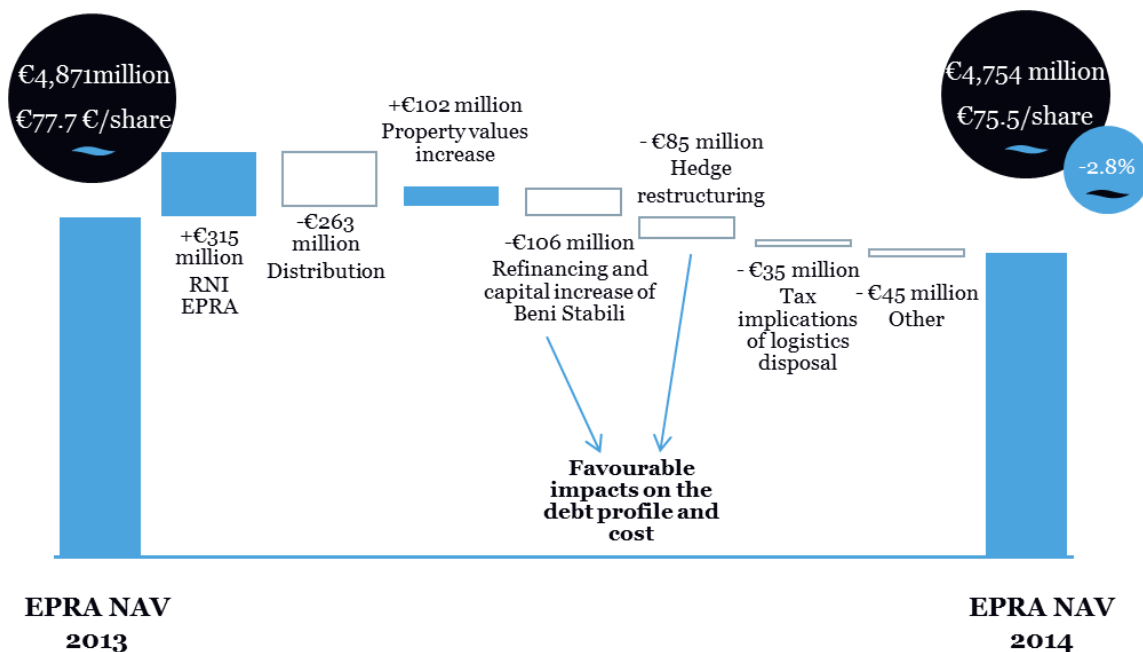 €4,871million
€77.7 €/share
+€315
million
RNI
EPRA
-€263
million
Distribution
+€102 million
Property values
increase
-€106 million
Refinancing and
capital increase of
Beni Stabili
- €85 million
Hedge
restructuring
- €35 million
Tax
implications
of logistics
disposal
- €45 million
Other
€4,754 million
€75.5/share
-2.8%
Favourable
impacts on the
debt profile and
cost
EPRA NAV
2013
EPRA NAV
2014